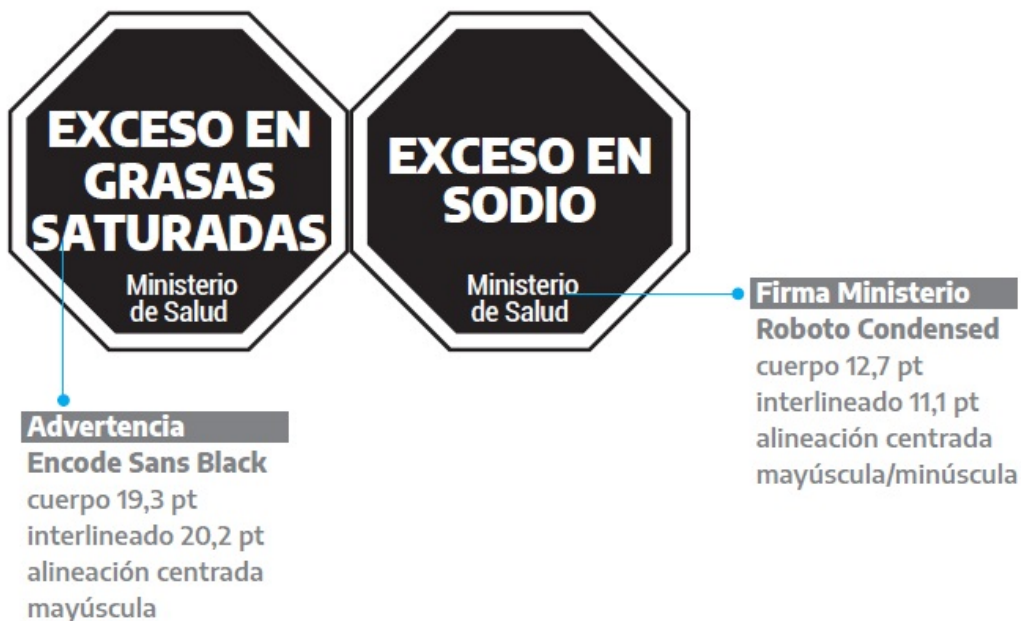 EXCESO EN
GRASAS
SATURADAS
Ministerio
de Salud
EXCESO EN
SODIO
Ministerio
de Salud
Firma Ministerio
Roboto Condensed
cuerpo 12,7 pt
interlineado 11,1 pt
alineación centrada
mayúscula/minúscula
Advertencia
Encode Sans Black
cuerpo 19,3 pt
interlineado 20,2 pt
alineación centrada
mayúscula